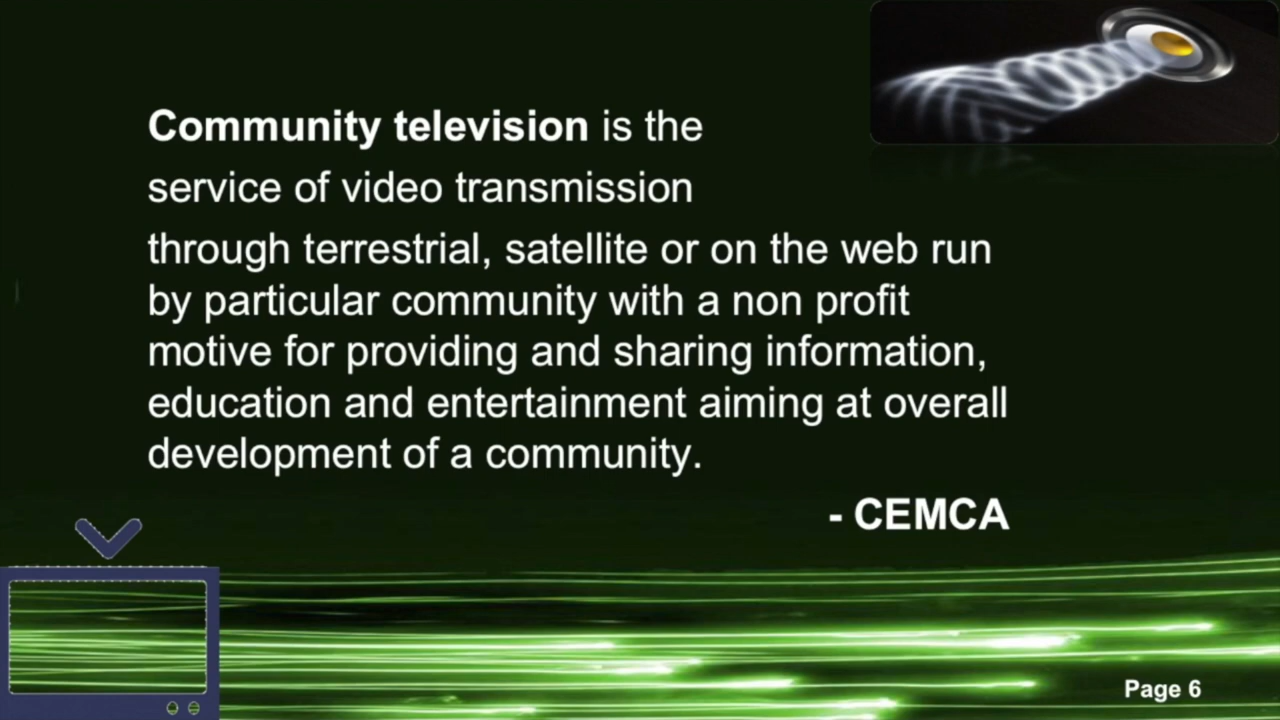 Community television is the
service of video transmission
through terrestrial, satellite or on the web run
by particular community with a non profit
motive for providing and sharing information,
education and entertainment aiming at overall
development of a community.
- CEMCA
Page 6